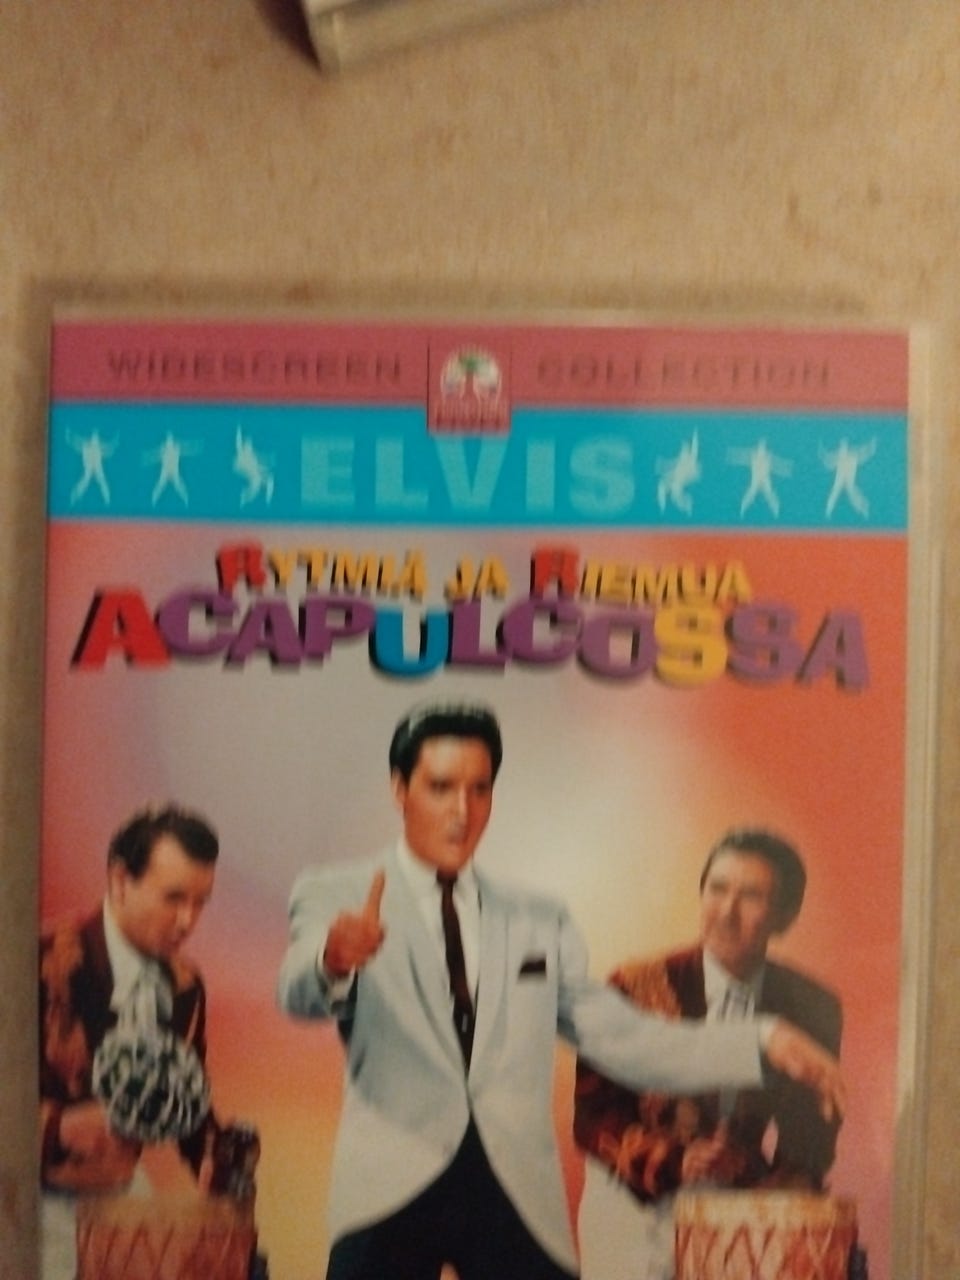 WIDESCREEN COLLECTION
ELVIS
RYTMIÄ JA RIEMUA
ACAPULCOSSA